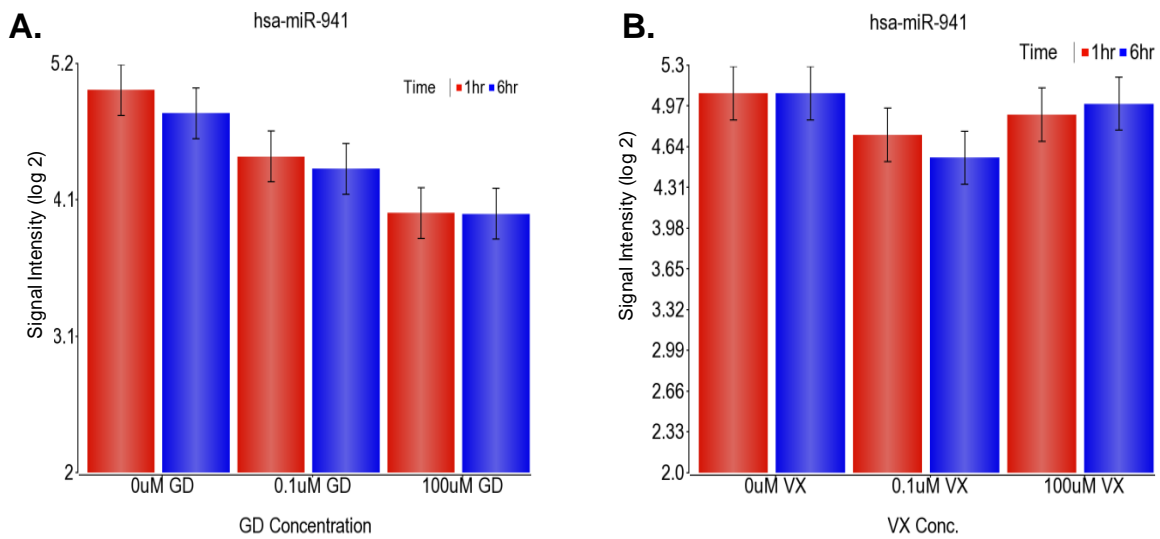 A.
hsa-miR-941
Time 1hr 6hr
Signal Intensity (log 2)
5.2
4.1
3.1
2
0uM GD 0.1uM GD 100uM GD
GD Concentration
B.
hsa-miR-941
Time 1hr 6hr
Signal Intensity (log 2)
5.3
4.97
4.64
4.31
3.98
3.65
3.32
2.99
2.66
2.33
2.0
0uM VX 0.1uM VX 100uM VX
VX Conc.